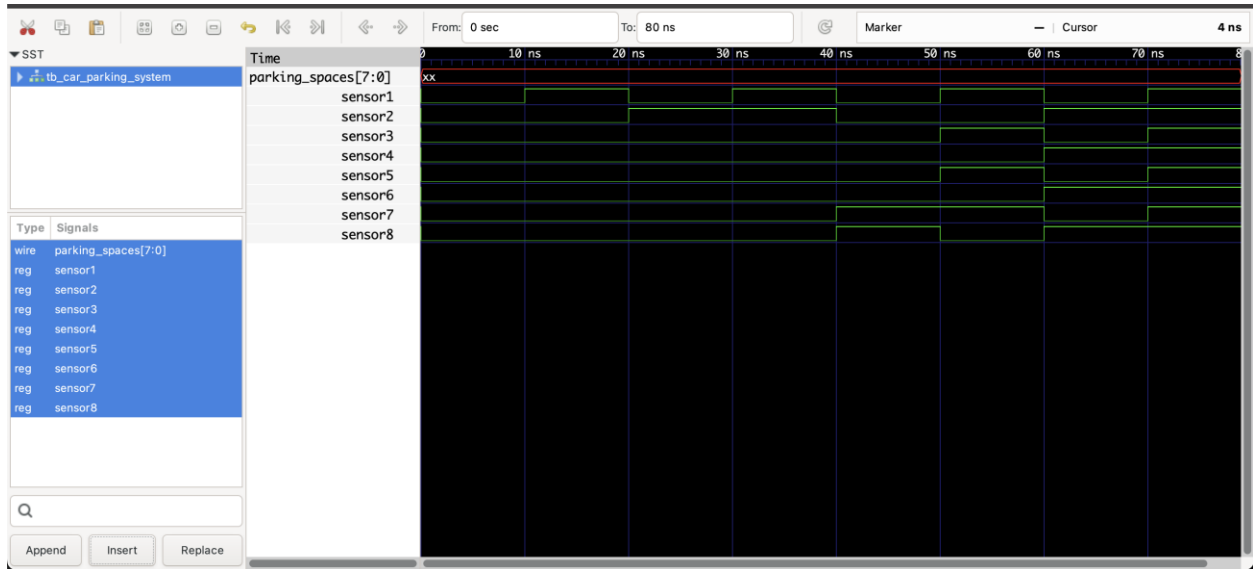 From: 0 sec To: 80 ns Marker — | Cursor 4 ns
▼SST
tb_car_parking_system
Type Signals
wire parking_spaces[7:0]
reg sensor1
reg sensor2
reg sensor3
reg sensor4
reg sensor5
reg sensor6
reg sensor7
reg sensor8
Append Insert Replace
Time
parking_spaces[7:0]
sensor1
sensor2
sensor3
sensor4
sensor5
sensor6
sensor7
sensor8
0 10 ns 20 ns 30 ns 40 ns 50 ns 60 ns 70 ns 8
xx